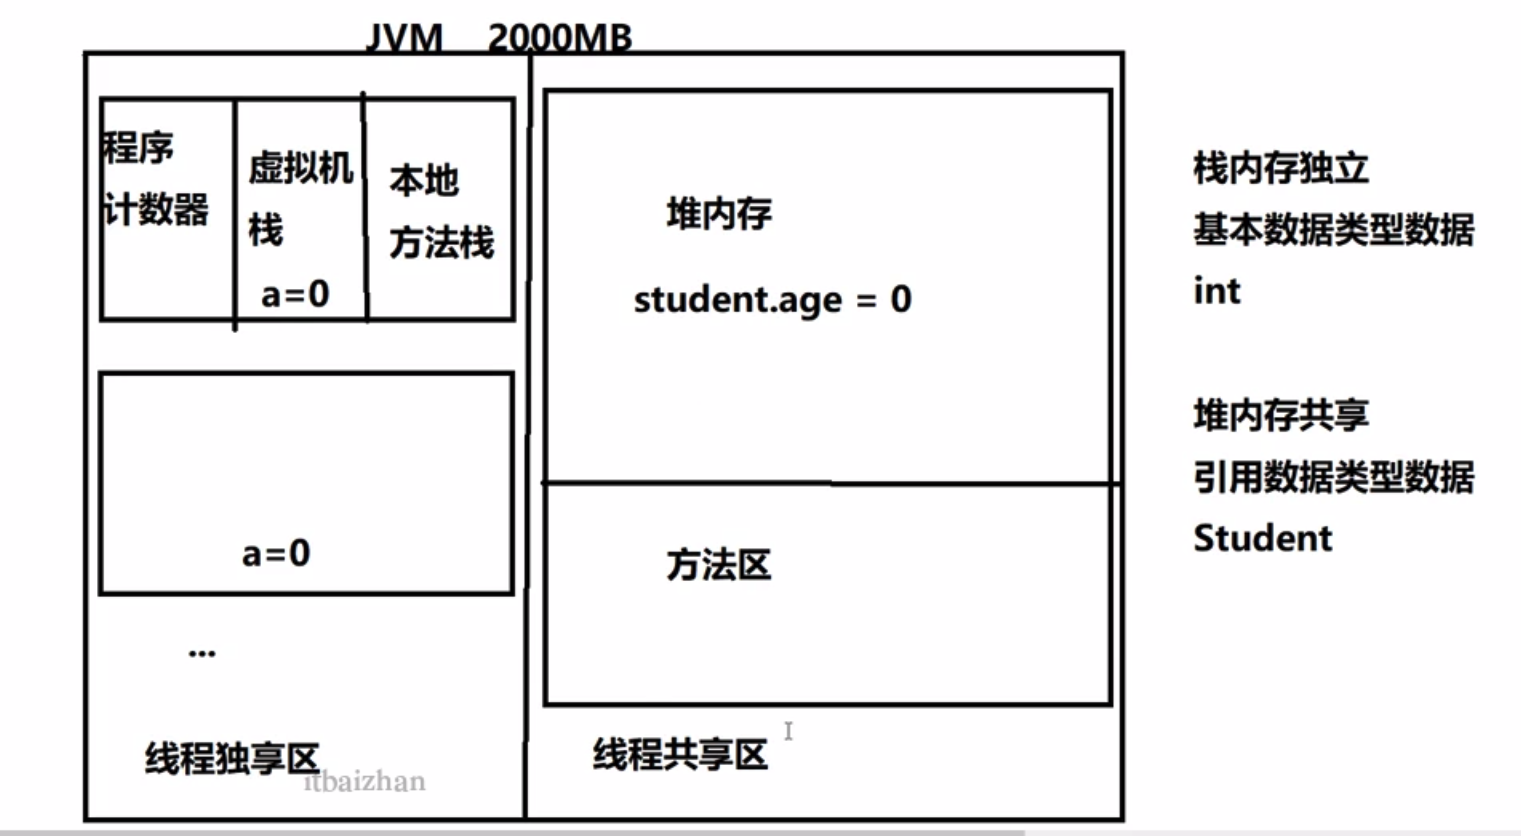 JVM 2000MB
程序
计数器
虚拟机
栈
a=0
本地
方法栈
a=0
...
线程独享区
itbaizhan
堆内存
student.age = 0
方法区
线程共享区
栈内存独立
基本数据类型数据
int
堆内存共享
引用数据类型数据
Student